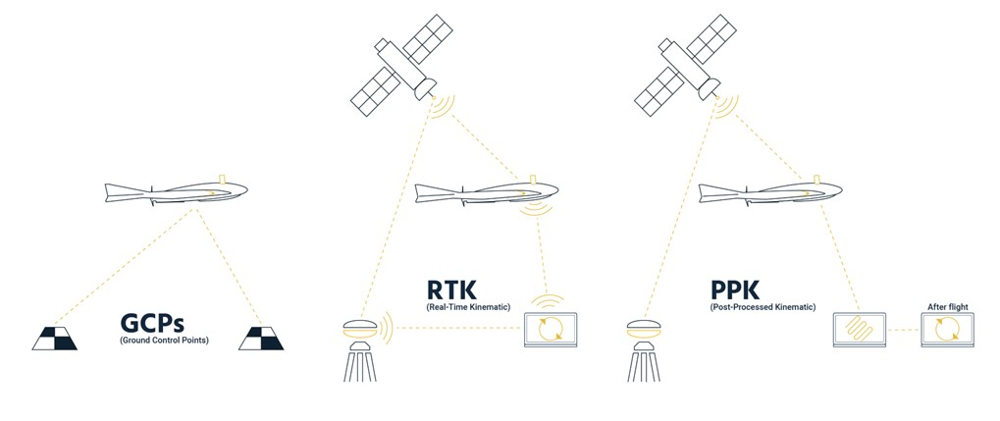 GCPs
(Ground Control Points)
RTK
(Real-Time Kinematic)
PPK
(Post-Processed Kinematic)
After flight